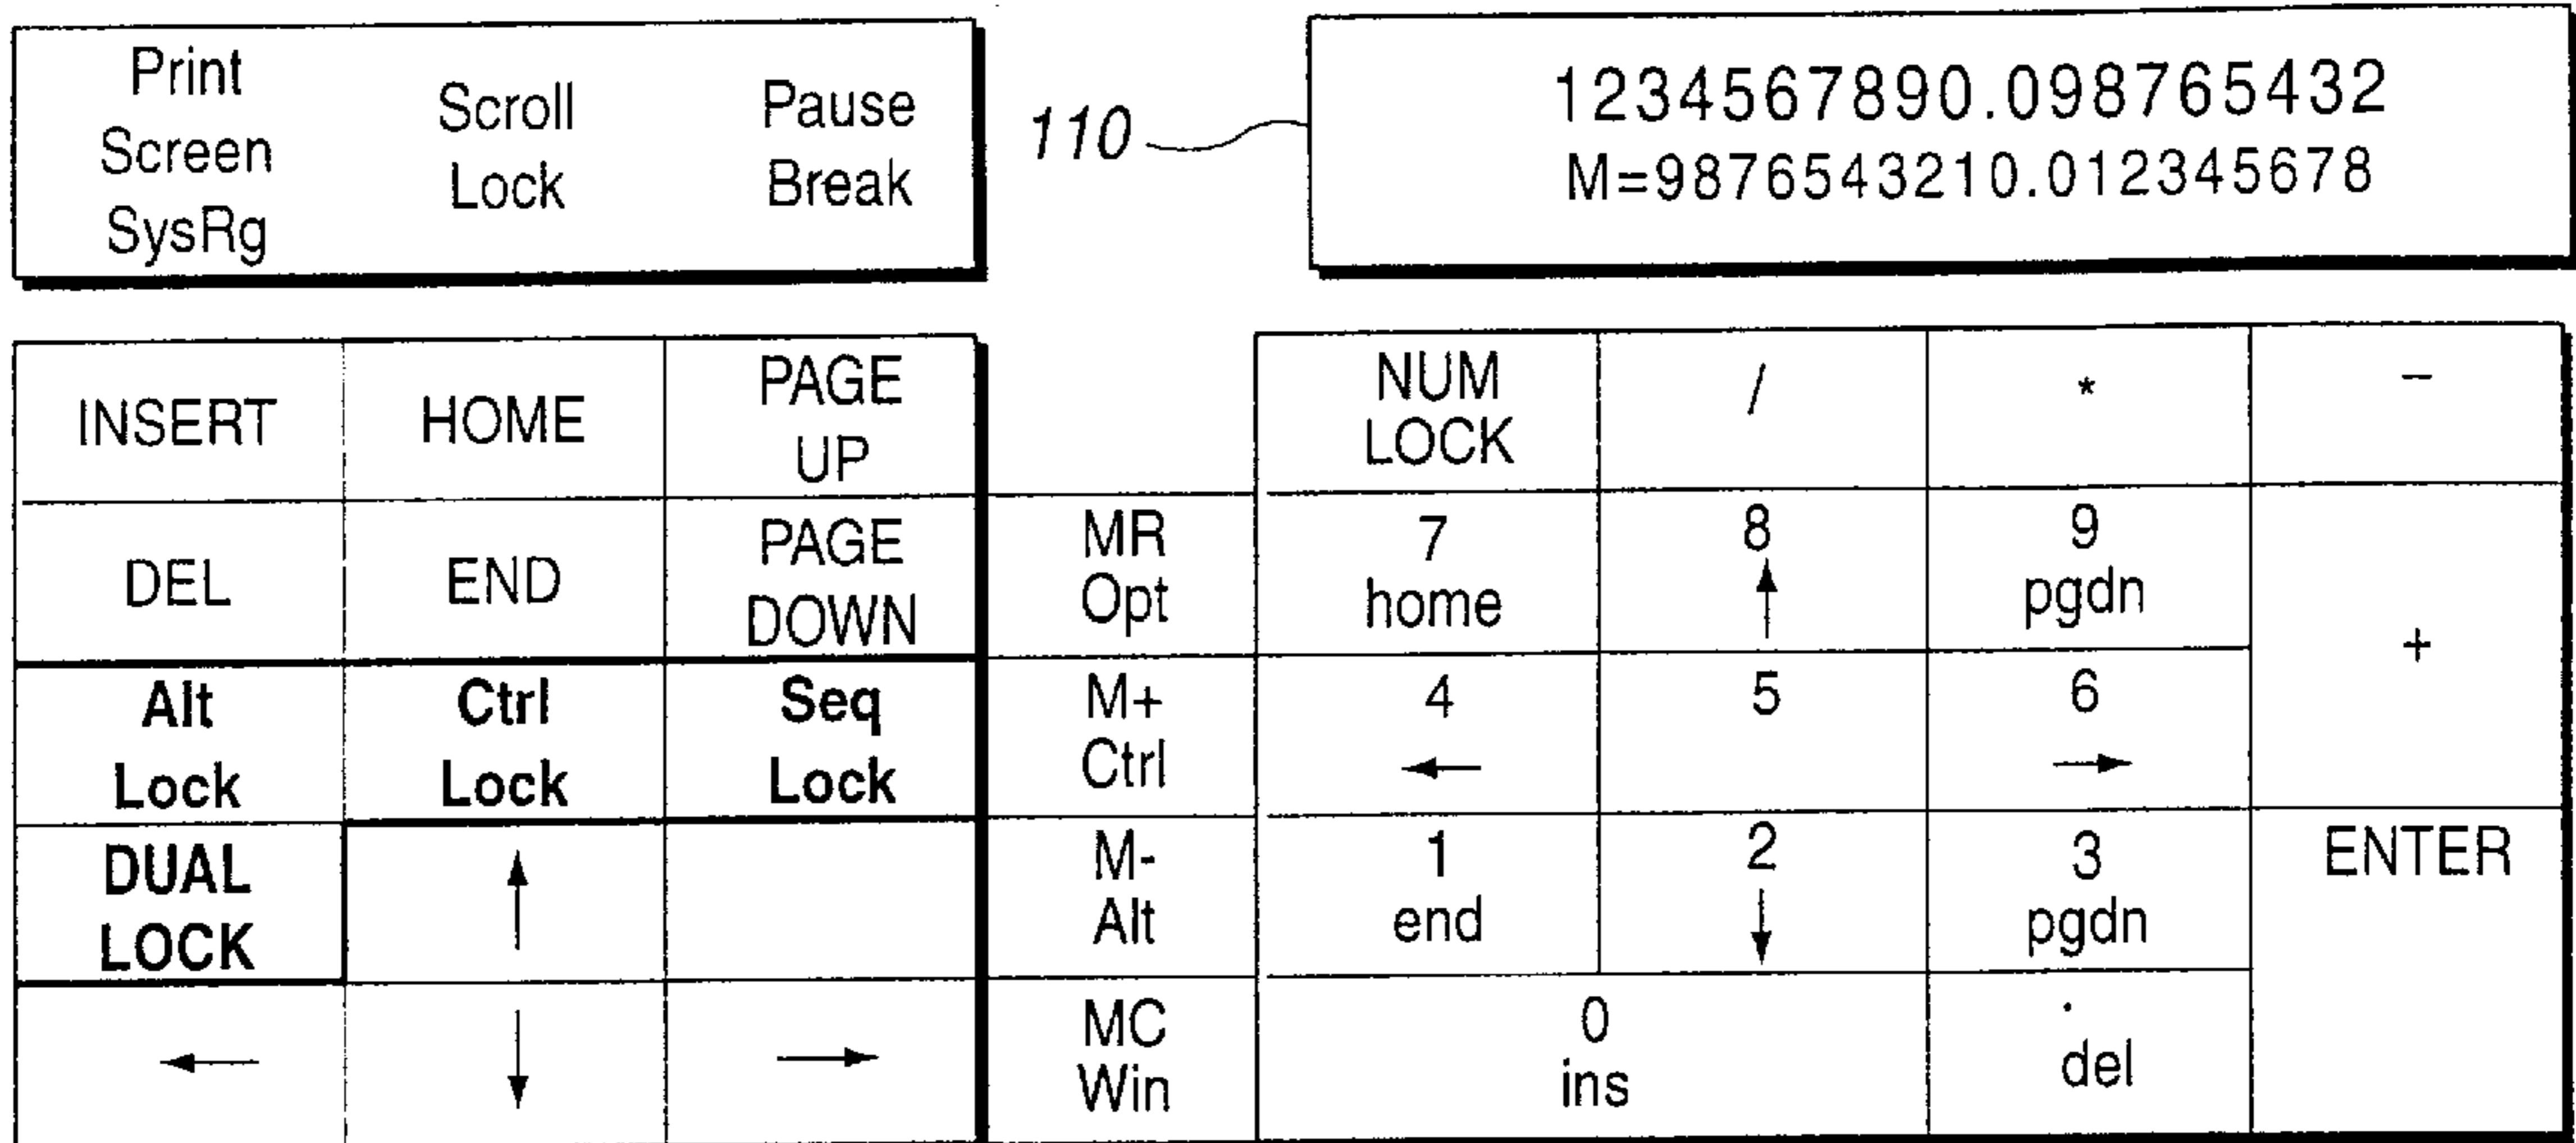 Print
Screen
SysRg
Scroll
Lock
Pause
Break
110
1234567890.098765432
M=9876543210.012345678
INSERT
HOME
PAGE
UP
NUM
LOCK
/
*
−
DEL
END
PAGE
DOWN
MR
Opt
7
home
8
↑
9
pgdn
+
Alt
Lock
Ctrl
Lock
Seq
Lock
M+
Ctrl
4
←
5
6
→
DUAL
LOCK
↑
M-
Alt
1
end
2
↓
3
pgdn
ENTER
←
↓
→
MC
Win
0
ins
.
del